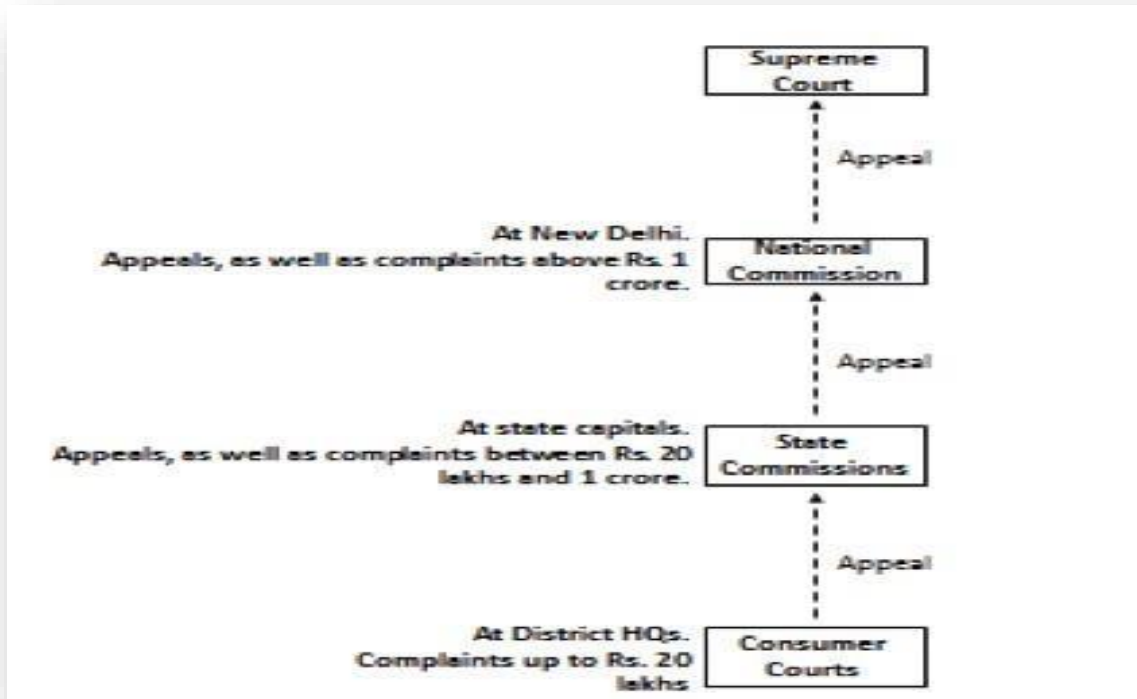 Supreme
Court
Appeal
At New Delhi.
Appeals, as well as complaints above Rs. 1
crore.
National
Commission
Appeal
At state capitals.
Appeals, as well as complaints between Rs. 20
lakhs and 1 crore.
State
Commissions
Appeal
At District HQs.
Complaints up to Rs. 20
lakhs
Consumer
Courts